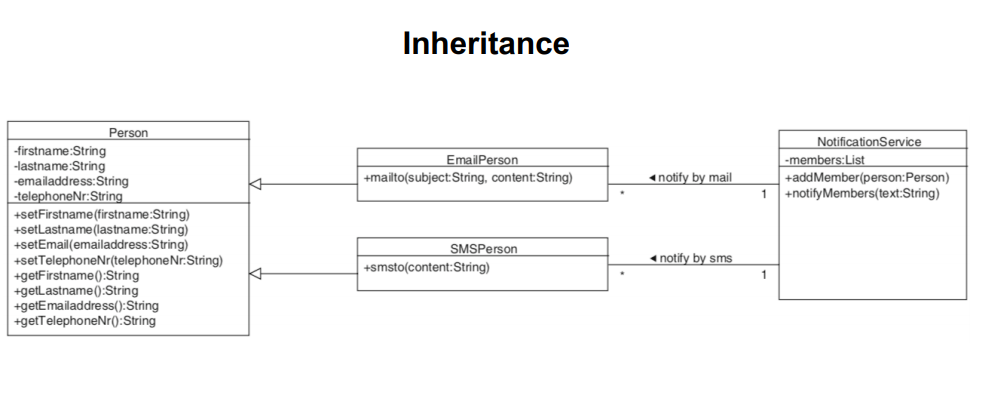 Inheritance
Person
-firstname:String
-lastname:String
-emailaddress:String
-telephoneNr:String
+setFirstname(firstname:String)
+setLastname(lastname:String)
+setEmail(emailaddress:String)
+setTelephoneNr(telephoneNr:String)
+getFirstname():String
+getLastname():String
+getEmailaddress():String
+getTelephoneNr():String
EmailPerson
+mailto(subject:String, content:String)
SMSPerson
+smsto(content:String)
◄ notify by mail
* 1
◄ notify by sms
* 1
NotificationService
-members:List
+addMember(person:Person)
+notifyMembers(text:String)